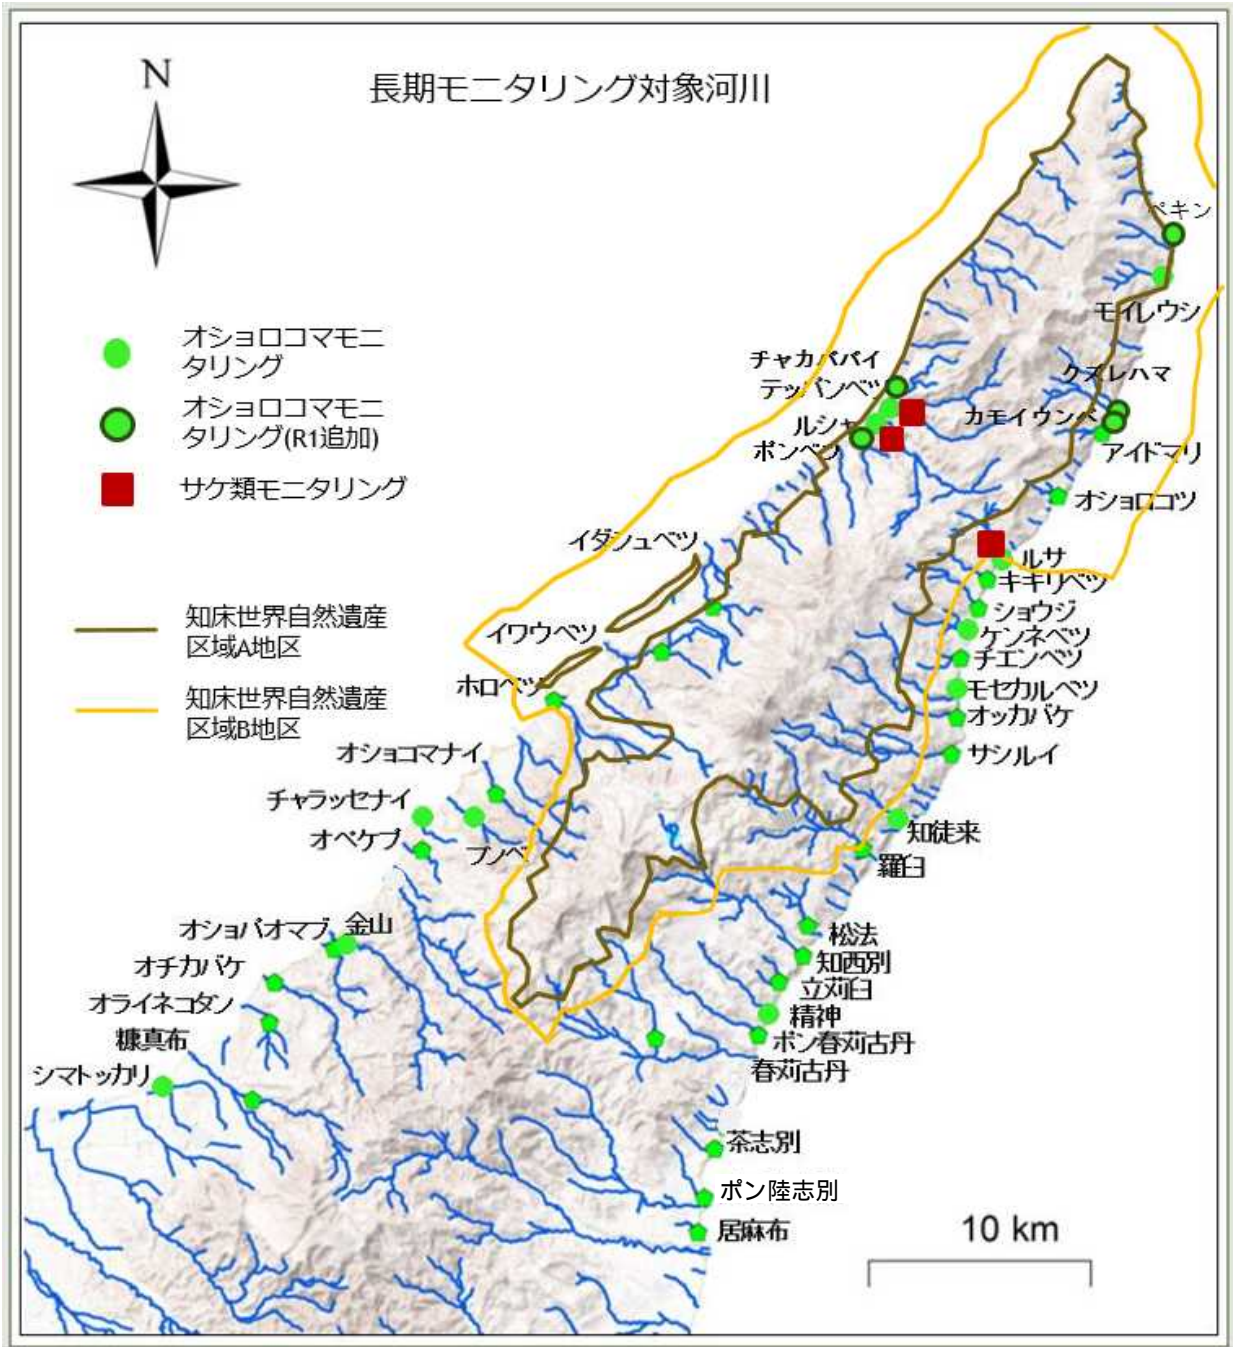 長期モニタリング対象河川
N
オショロコマモニ
タリング
オショロコマモニ
タリング(R1追加)
サケ類モニタリング
知床世界自然遺産
区域A地区
知床世界自然遺産
区域B地区
ペキン
モイレウシ
クズレハマ
カモイウンベ
アイドマリ
オショロコツ
チャカババイ
テッパンベツ
ルシャ
ポンベツ
ルサ
キキリベツ
ショウジ
ケンネベツ
チエンベツ
モセカルベツ
オッカバケ
サシルイ
知徒来
羅臼
イダシュベツ
イワウベツ
ホロベツ
オショコマナイ
チャラッセナイ
オペケプ
フンベ
オショパオマブ
金山
オチカバケ
オライネコタン
糠真布
シマトッカリ
松法
知西別
立苅臼
精神
ポン春苅古丹
春苅古丹
茶志別
ポン陸志別
居麻布
10 km